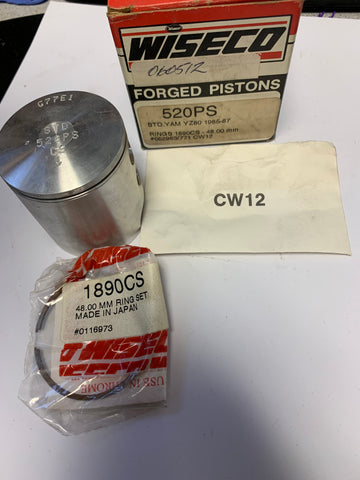 WISECO
060512
FORGED PISTONS
520PS
STD.YAM YZ80 1985-87
RINGS 1890CS - 48.00 mm
CW12
G77E1
STD
520PS
CW12
1890CS
48.00 MM RING SET
MADE IN JAPAN
#0116973